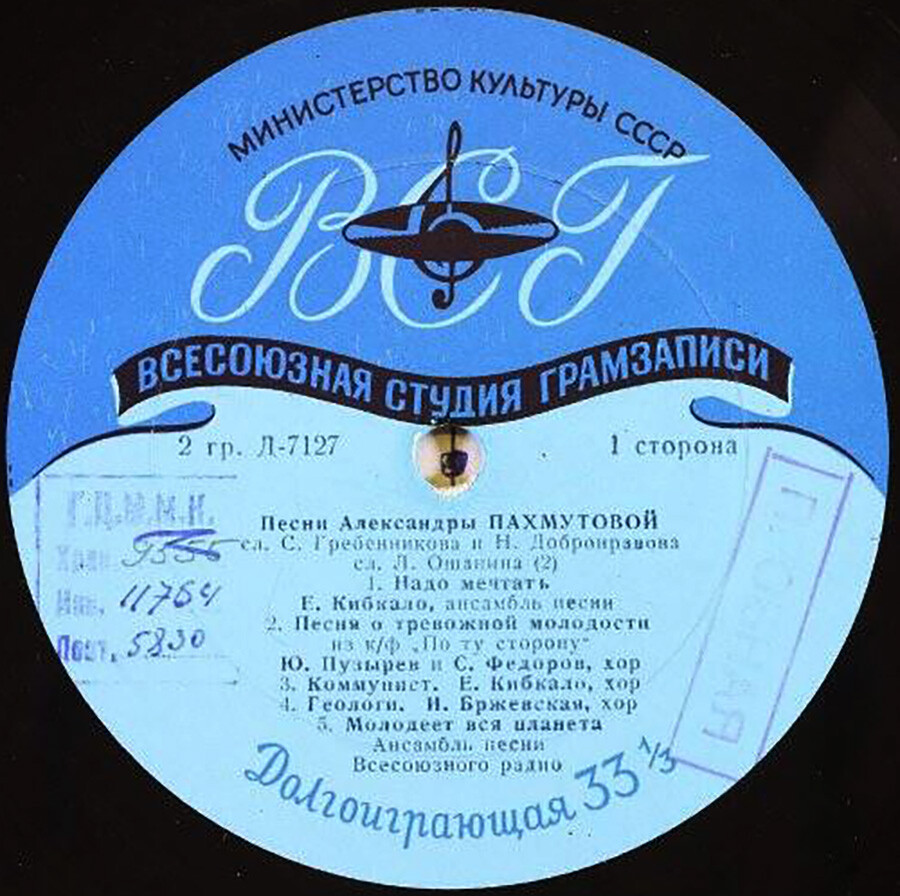 МИНИСТЕРСТВО КУЛЬТУРЫ СССР
ВСГ
ВСЕСОЮЗНАЯ СТУДИЯ ГРАМЗАПИСИ
2 гр. Л-7127
1 сторона
Г.Ц.М.М.К.
Хран. 9355
Инв. 11764
Пост. 5830
Песни Александры ПАХМУТОВОЙ
сл. С. Гребенникова и Н. Добронравова
сл. Л. Ошанина (2)
1. Надо мечтать
Е. Кибкало, ансамбль песни
2. Песня о тревожной молодости
из к/ф „По ту сторону"
Ю. Пузырев и С. Федоров, хор
3. Коммунист. Е. Кибкало, хор
4. Геологи. И. Бржевская, хор
5. Молодеет вся планета
Ансамбль песни
Всесоюзного радио
Долгоиграющая 33 1/3